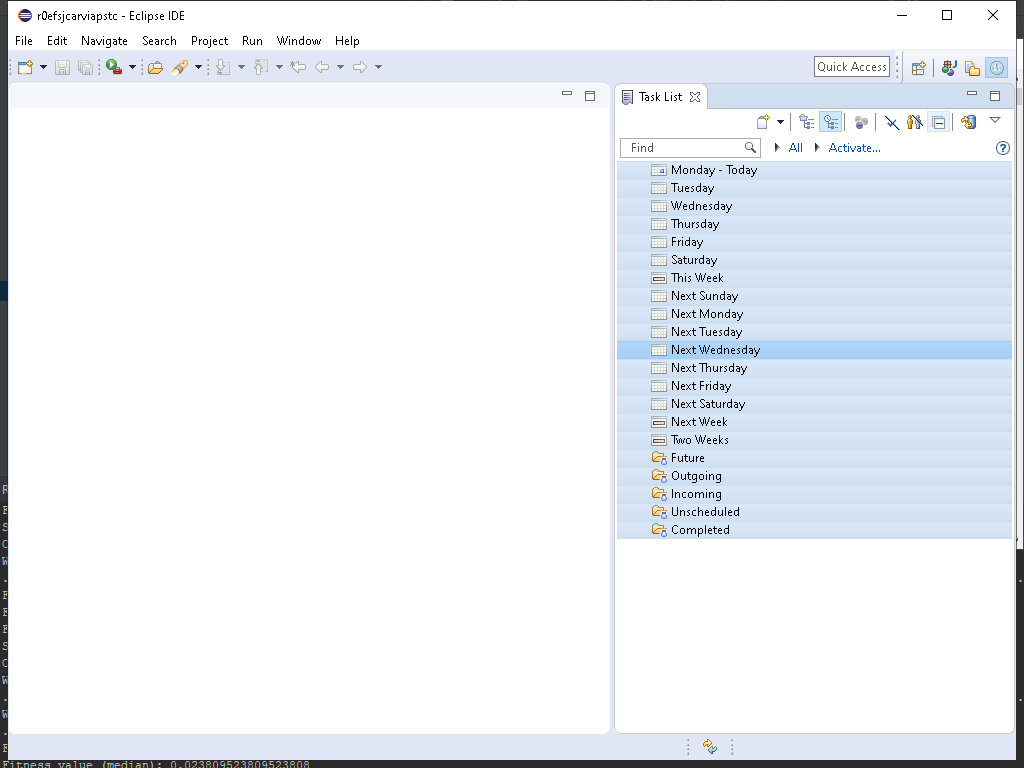 r0efsjcarviapstc - Eclipse IDE
File Edit Navigate Search Project Run Window Help
Quick Access
Task List
Find All Activate...
Monday - Today
Tuesday
Wednesday
Thursday
Friday
Saturday
This Week
Next Sunday
Next Monday
Next Tuesday
Next Wednesday
Next Thursday
Next Friday
Next Saturday
Next Week
Two Weeks
Future
Outgoing
Incoming
Unscheduled
Completed
Fitness value (median): 0.023809523809523808